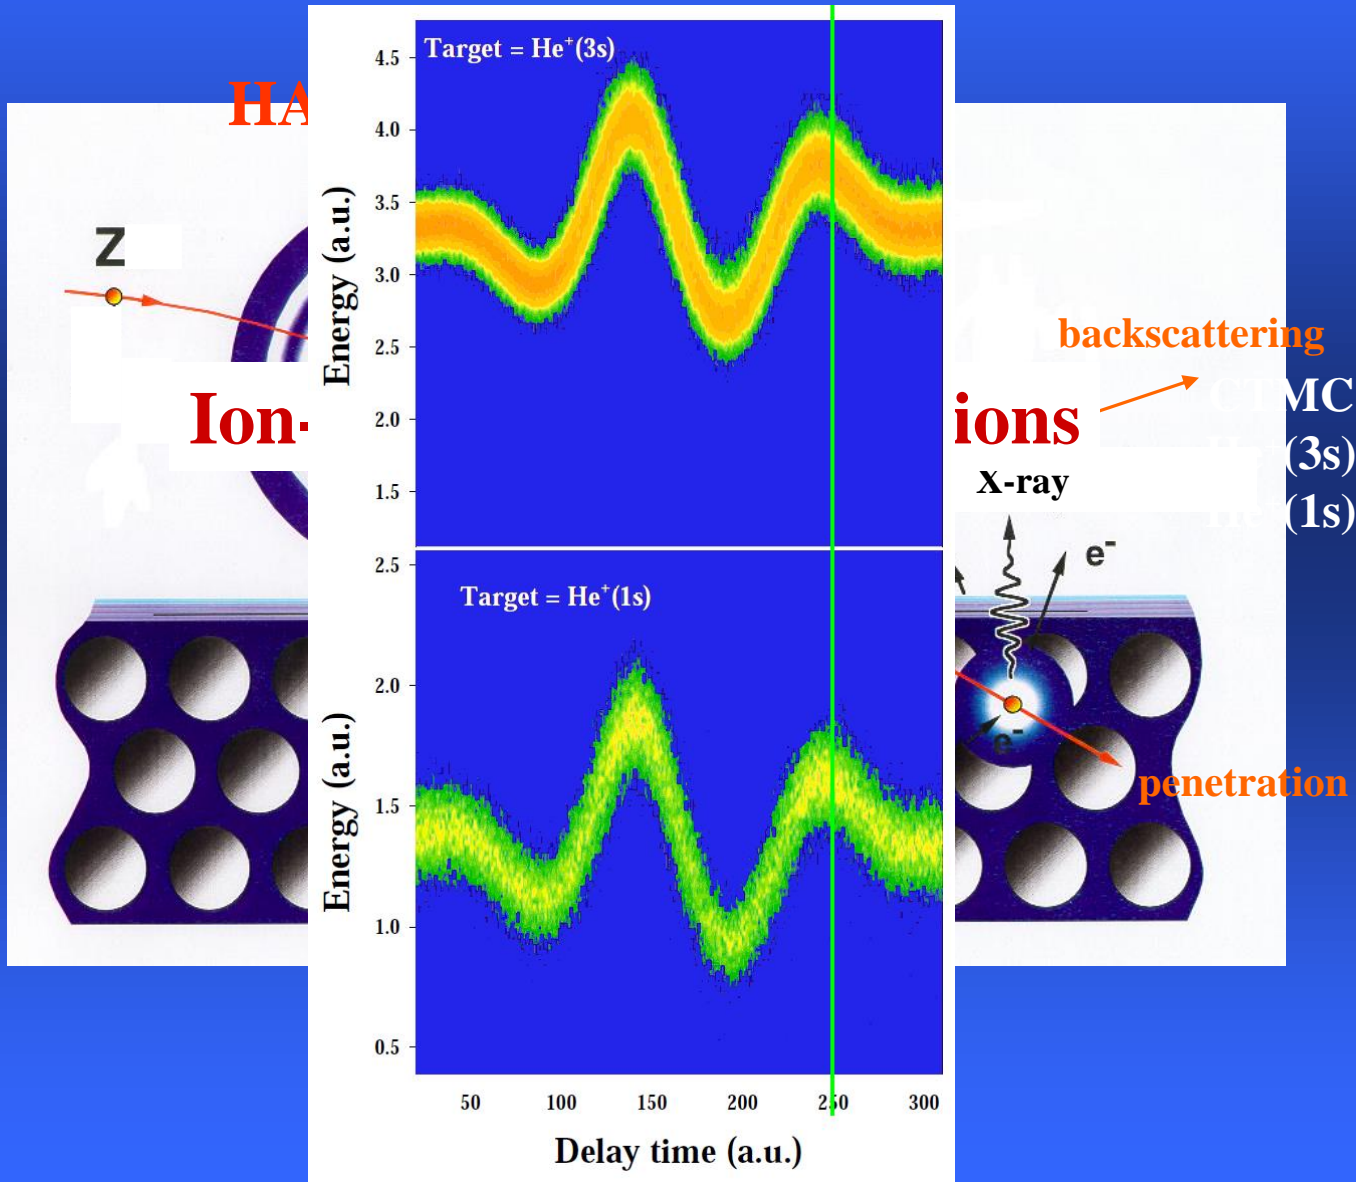 HA
Z
Ion-
ions
Target = He⁺(3s)
4.5
4.0
3.5
3.0
2.5
2.0
1.5
Energy (a.u.)
Target = He⁺(1s)
2.5
2.0
1.5
1.0
0.5
Energy (a.u.)
50 100 150 200 250 300
Delay time (a.u.)
backscattering
CTMC
(3s)
(1s)
X-ray
e⁻
e⁻
penetration